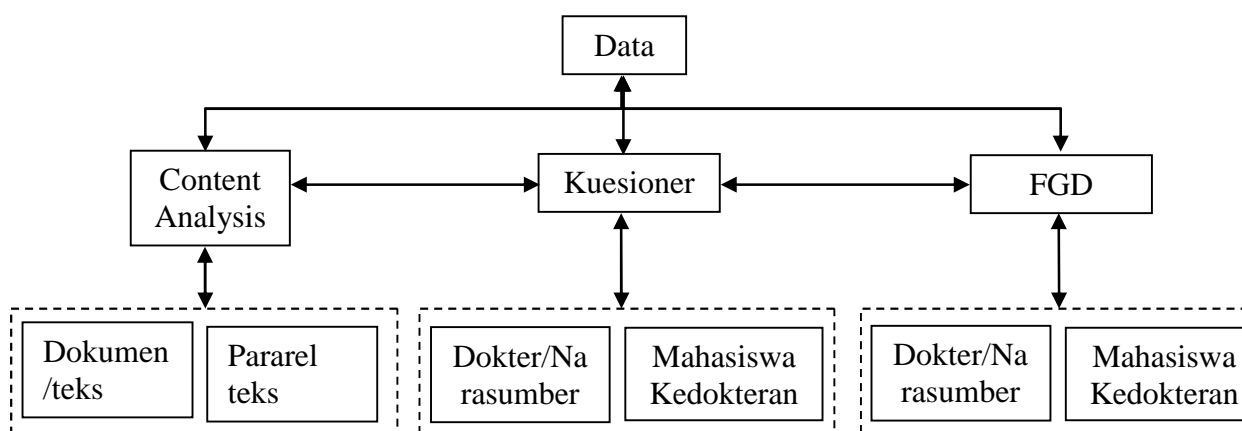 Data
Content
Analysis
Kuesioner
FGD
Dokumen
/teks
Pararel
teks
Dokter/Na
rasumber
Mahasiswa
Kedokteran
Dokter/Na
rasumber
Mahasiswa
Kedokteran